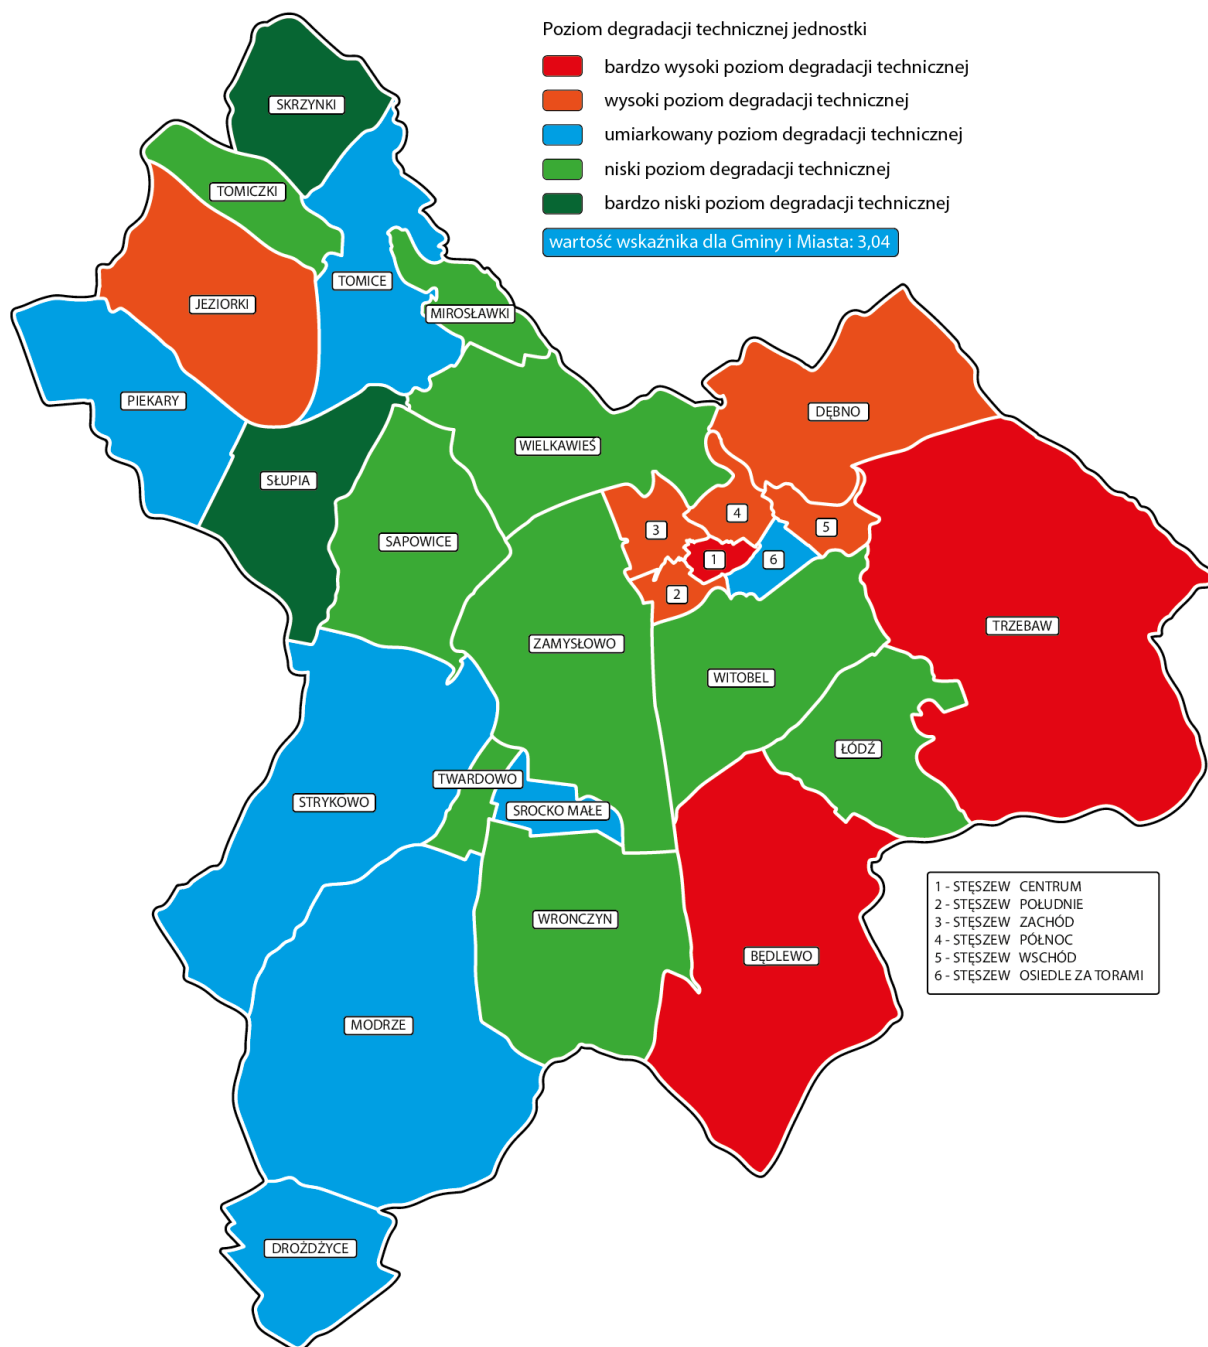 Poziom degradacji technicznej jednostki
bardzo wysoki poziom degradacji technicznej
wysoki poziom degradacji technicznej
umiarkowany poziom degradacji technicznej
niski poziom degradacji technicznej
bardzo niski poziom degradacji technicznej
wartość wskaźnika dla Gminy i Miasta: 3,04
SKRZYNKI
TOMICZKI
TOMICE
JEZIORKI
MIROSŁAWKI
PIEKARY
DĘBNO
WIELKAWIEŚ
SŁUPIA
4
5
3
SAPOWICE
1
6
2
TRZEBAW
ZAMYSŁOWO
WITOBEL
ŁÓDŹ
TWARDOWO
STRYKOWO
SROCKO MAŁE
WRONCZYN
BĘDLEWO
MODRZE
DROŻDŻYCE
1 - STĘSZEW CENTRUM
2 - STĘSZEW POŁUDNIE
3 - STĘSZEW ZACHÓD
4 - STĘSZEW PÓŁNOC
5 - STĘSZEW WSCHÓD
6 - STĘSZEW OSIEDLE ZA TORAMI